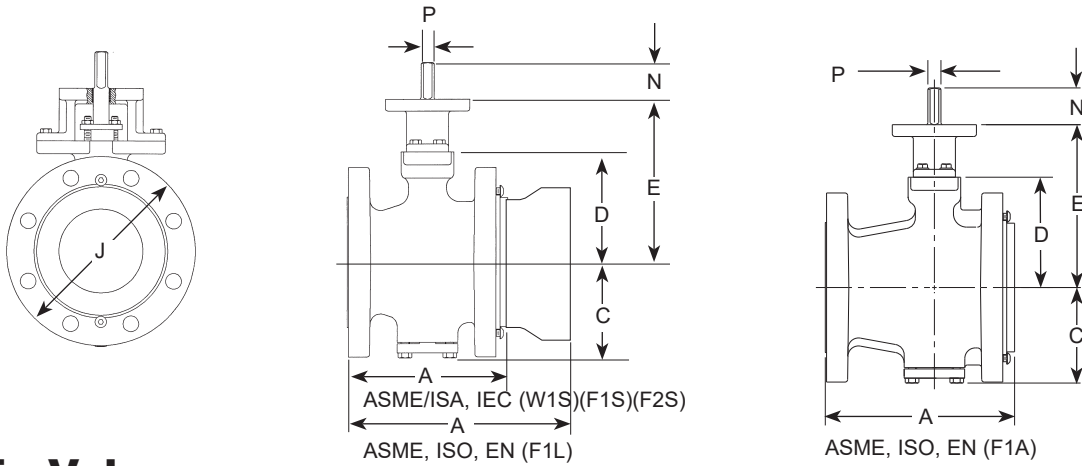 P
N
E
D
C
J
A
ASME/ISA, IEC (W1S)(F1S)(F2S)
A
ASME, ISO, EN (F1L)
P
N
E
D
C
A
ASME, ISO, EN (F1A)